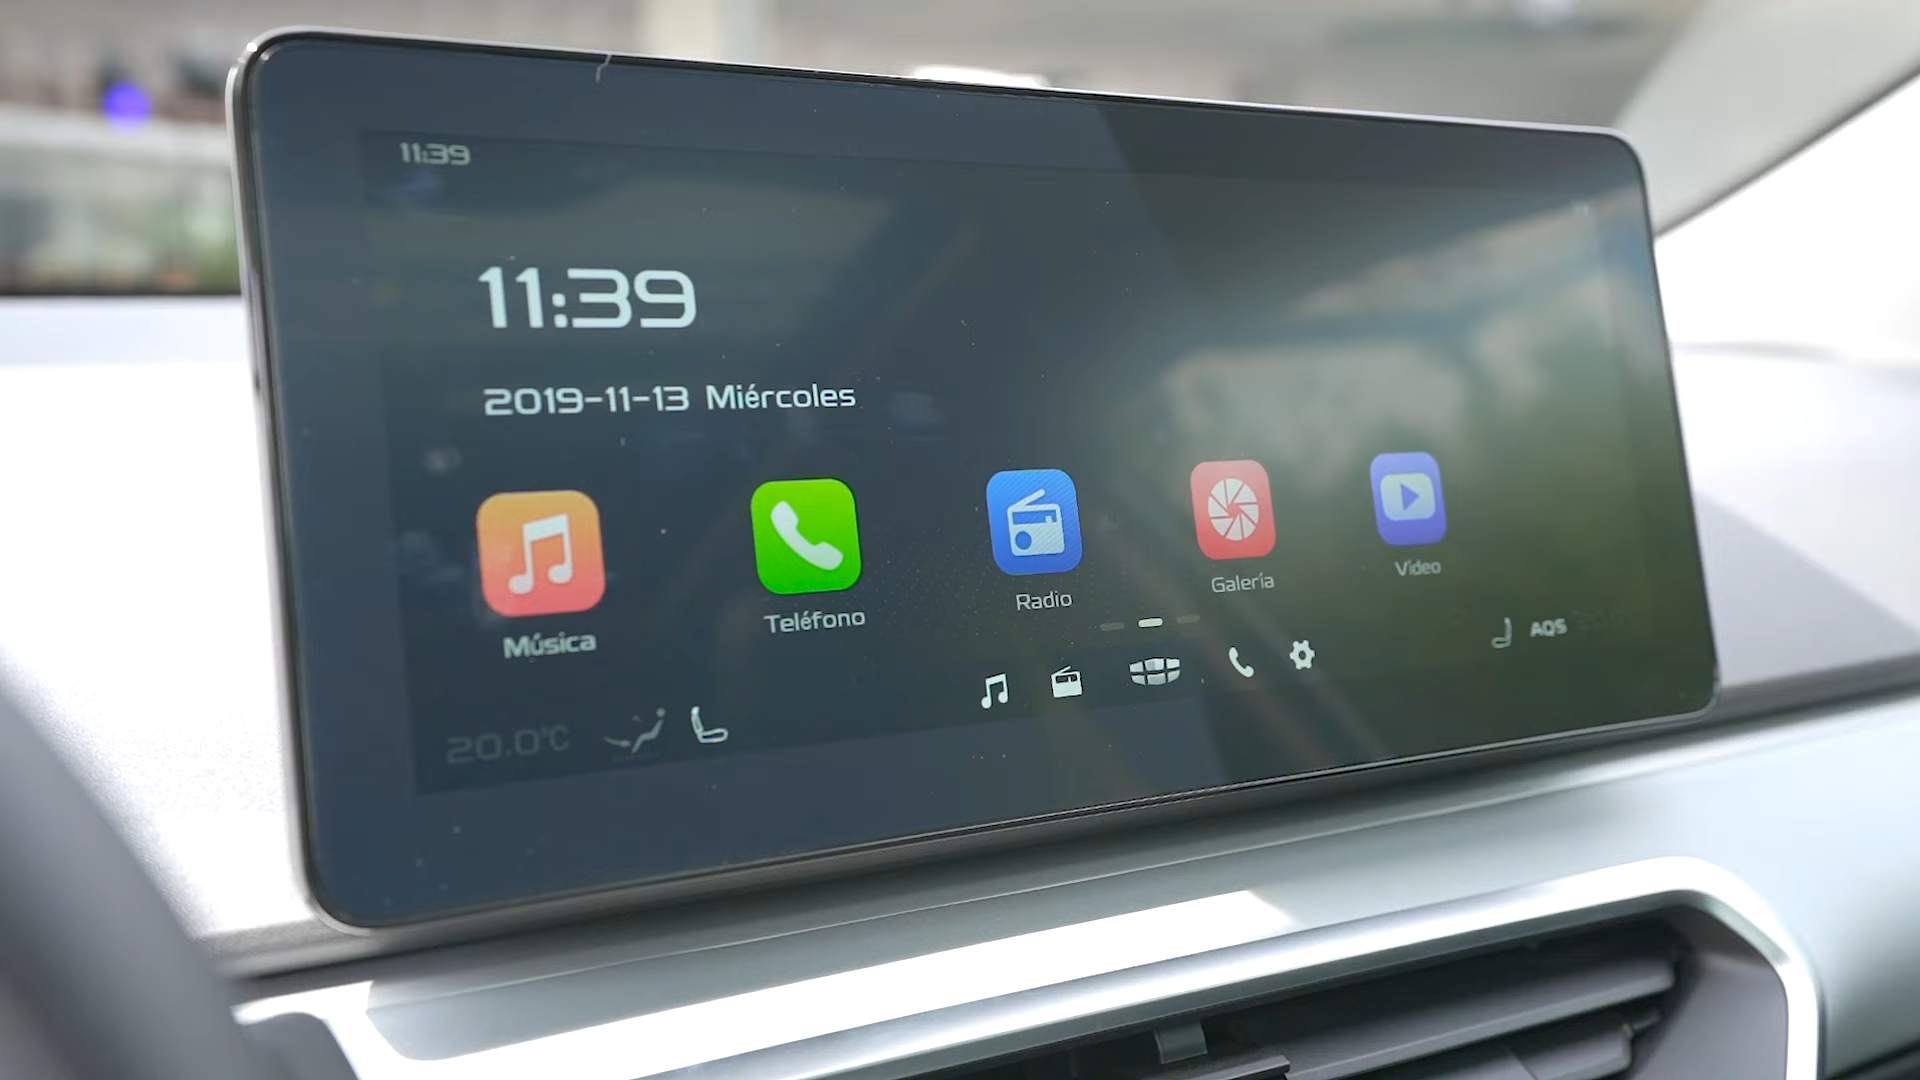 11:39
11:39
2019-11-13 Miércoles
Música
Teléfono
Radio
Galería
Vídeo
20.0°C
AQS